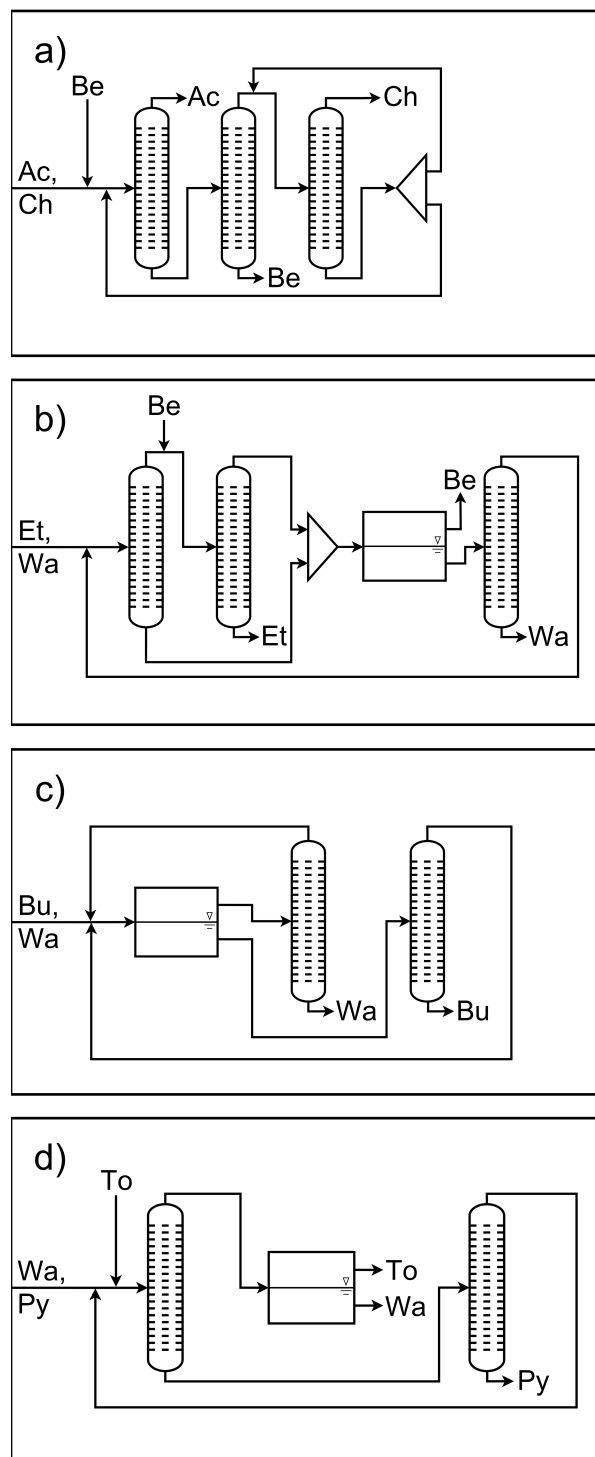 a)
Be
Ac
Ch
Ac,
Ch
Be
b)
Be
Be
Et,
Wa
Et
Wa
c)
Bu,
Wa
Wa
Bu
d)
To
To
Wa,
Wa
Py
Py